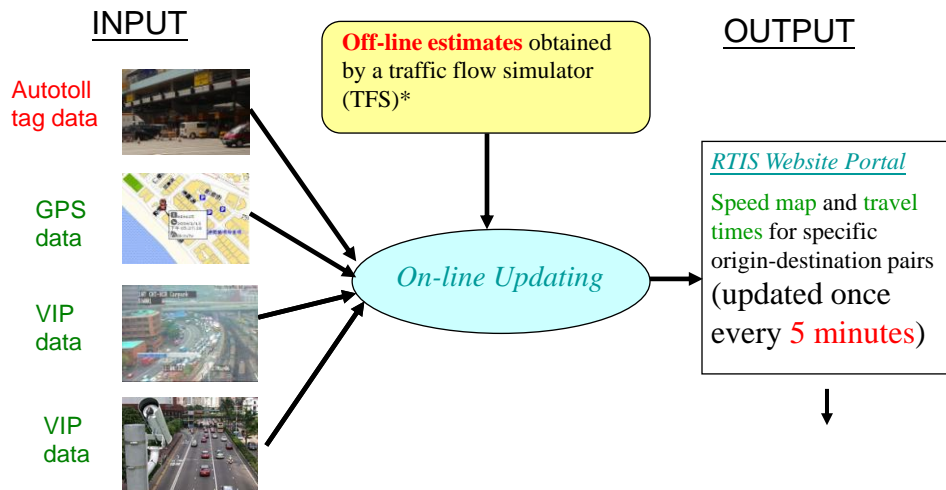 INPUT
Autotoll
tag data
GPS
data
VIP
data
VIP
data
Off-line estimates obtained
by a traffic flow simulator
(TFS)*
On-line Updating
OUTPUT
RTIS Website Portal
Speed map and travel
times for specific
origin-destination pairs
(updated once
every 5 minutes)